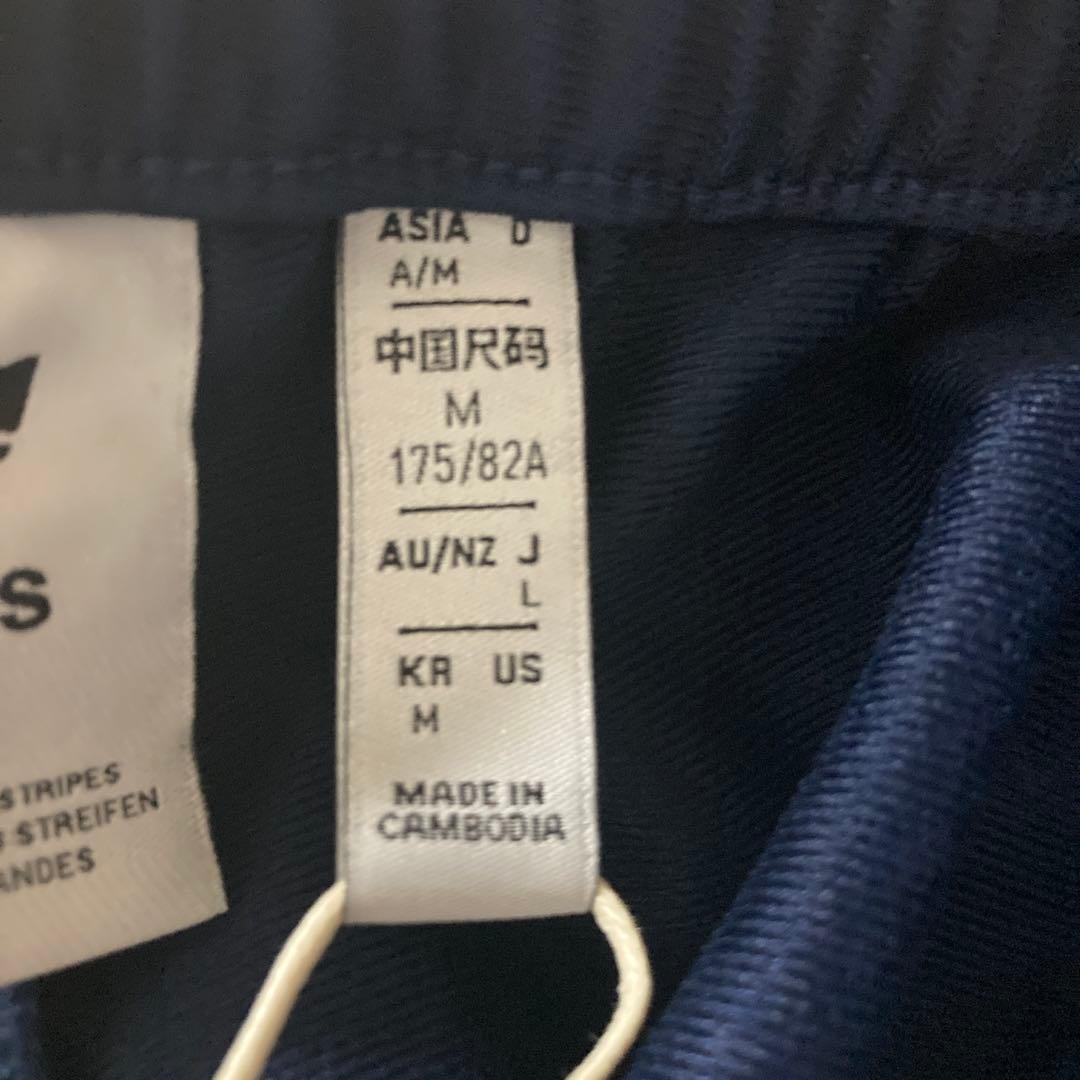 S
STRIPES
STREIFEN
ANDES
ASIA D
A/M
中国尺码
M
175/82A
AU/NZ J
L
KR US
M
MADE IN
CAMBODIA